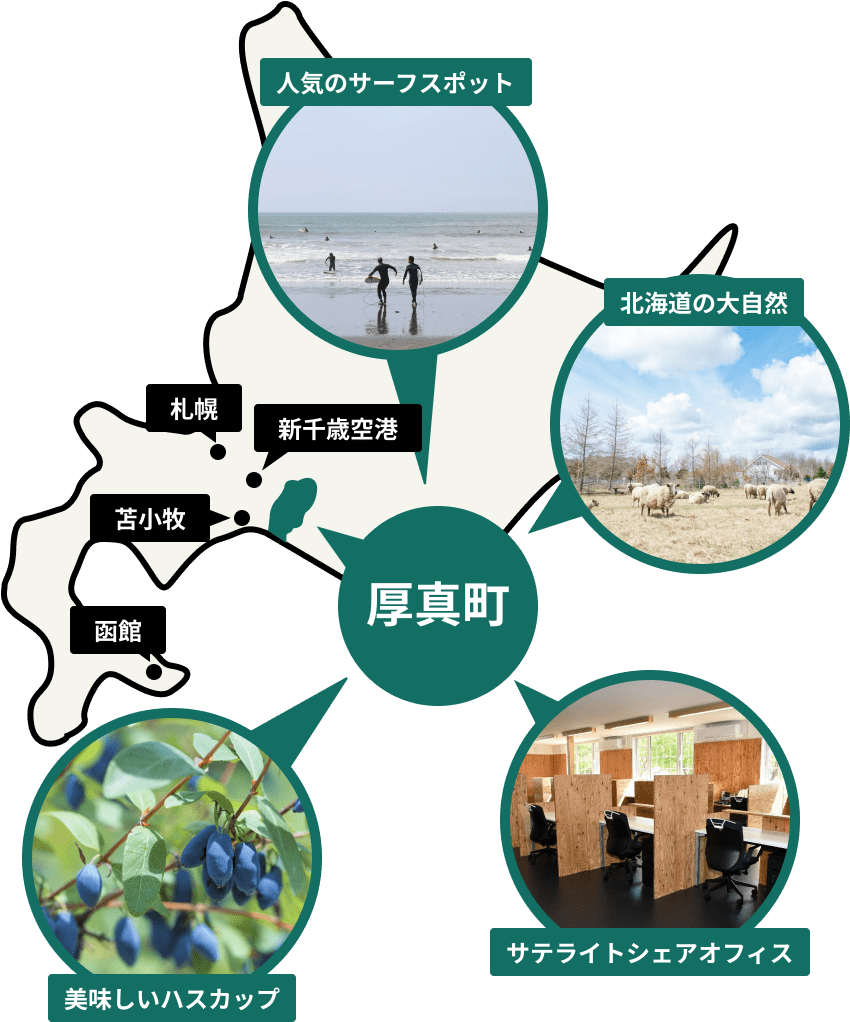 人気のサーフスポット
北海道の大自然
札幌
新千歳空港
苫小牧
厚真町
函館
サテライトシェアオフィス
美味しいハスカップ